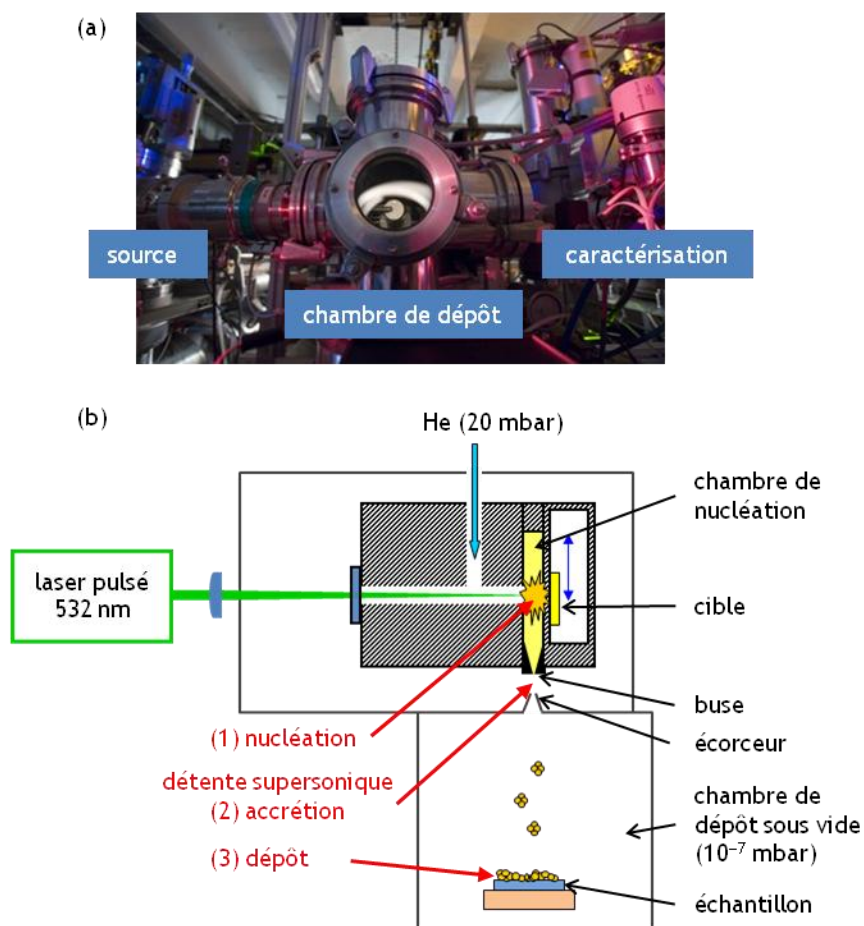 (a)
source
caractérisation
chambre de dépôt
(b)
He (20 mbar)
chambre de
nucléation
laser pulsé
532 nm
cible
buse
(1) nucléation
écorceur
détente supersonique
(2) accrétion
chambre de
dépôt sous vide
(10⁻⁷ mbar)
(3) dépôt
échantillon